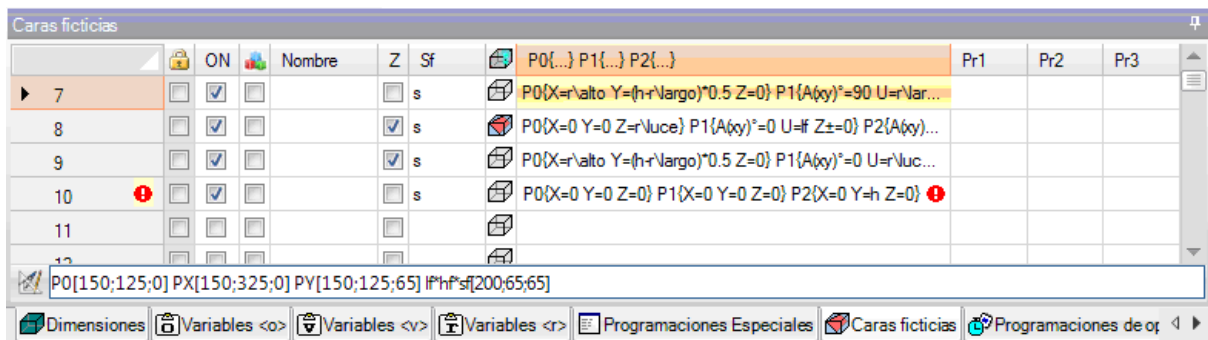 Caras ficticias
ON Nombre Z Sf P0{...} P1{...} P2{...} Pr1 Pr2 Pr3
7 s P0{X=r\alto Y=(h-r\largo)*0.5 Z=0} P1{A(xy)°=90 U=r\lar...
8 s P0{X=0 Y=0 Z=r\luce} P1{A(xy)°=0 U=lf Z±=0} P2{A(xy)...
9 s P0{X=r\alto Y=(h-r\largo)*0.5 Z=0} P1{A(xy)°=0 U=r\luc...
10 s P0{X=0 Y=0 Z=0} P1{X=0 Y=0 Z=0} P2{X=0 Y=h Z=0}
11
12
P0[150;125;0] PX[150;325;0] PY[150;125;65] lf*hf*sf[200;65;65]
Dimensiones Variables <o> Variables <v> Variables <r> Programaciones Especiales Caras ficticias Programaciones de op